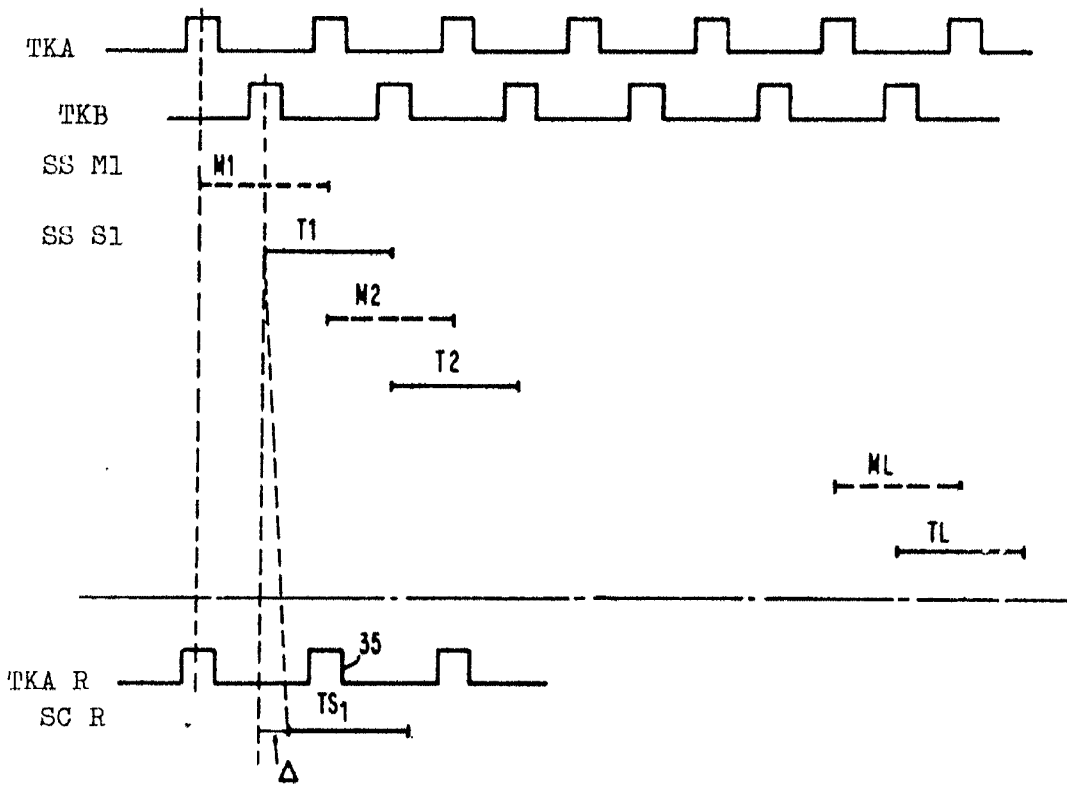 TKA
TKB
SS M1
M1
SS S1
T1
M2
T2
ML
TL
35
TKA R
TS1
SC R
Δ